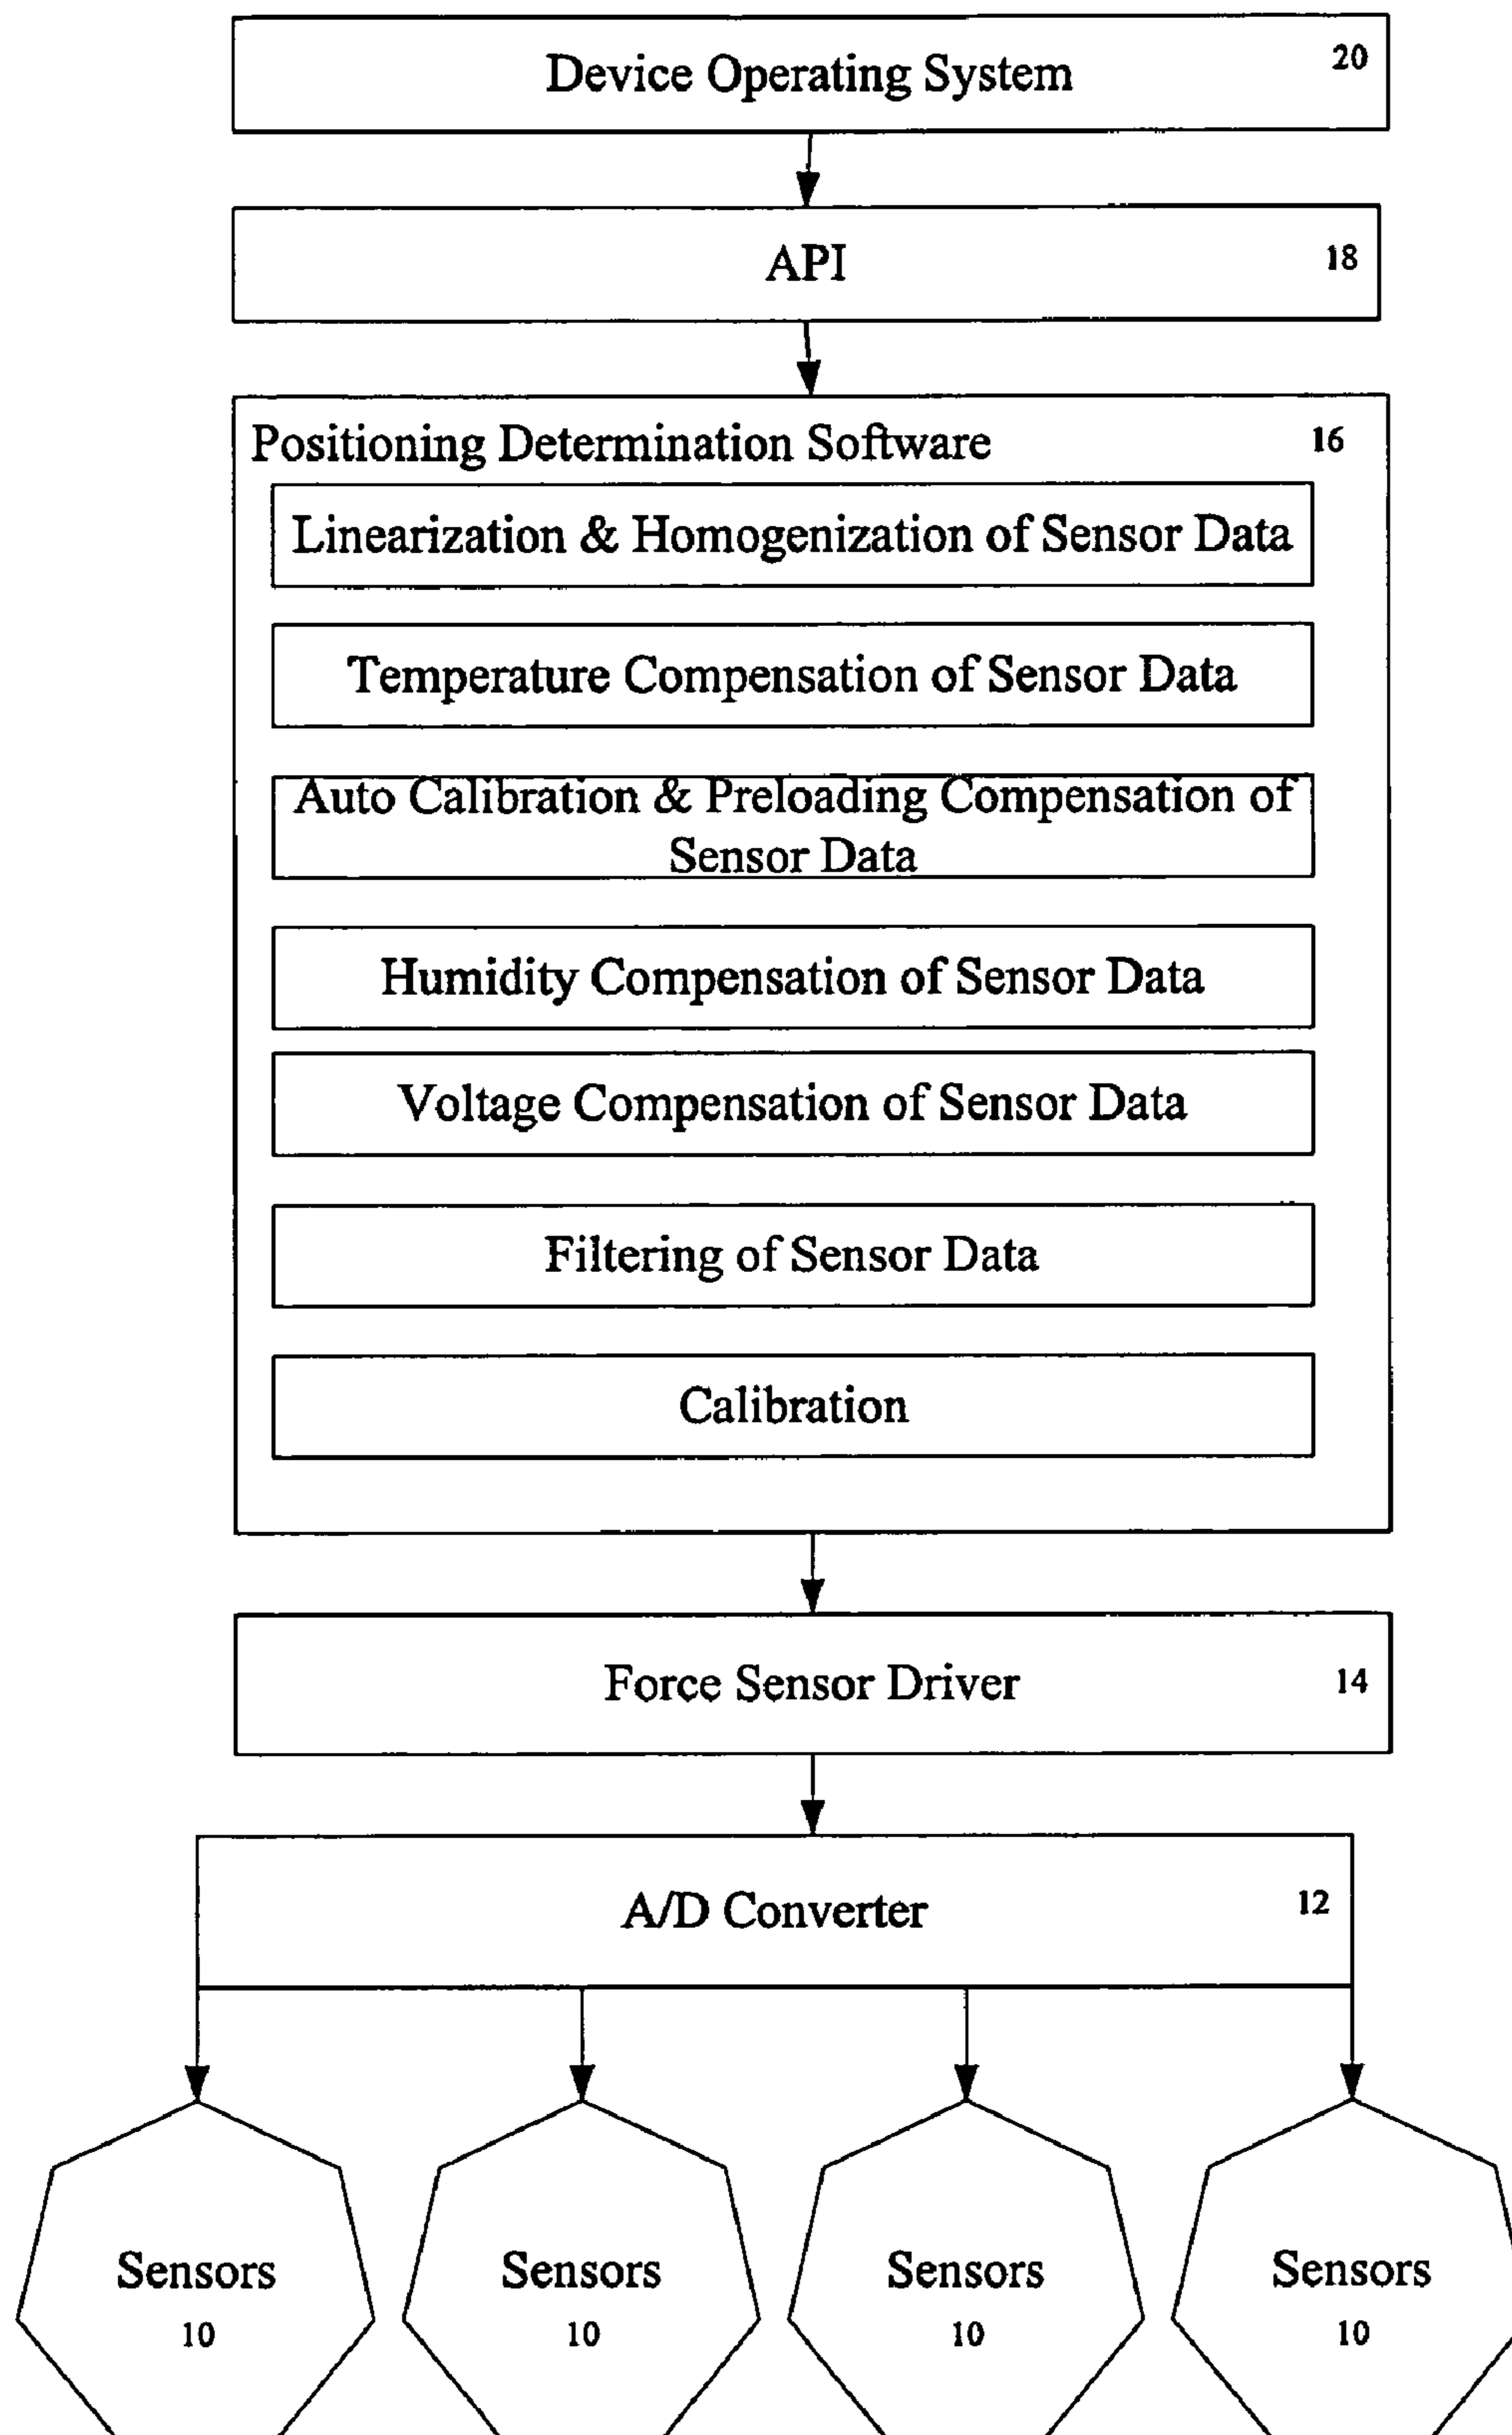 Device Operating System 20
API 18
Positioning Determination Software 16
Linearization & Homogenization of Sensor Data
Temperature Compensation of Sensor Data
Auto Calibration & Preloading Compensation of
Sensor Data
Humidity Compensation of Sensor Data
Voltage Compensation of Sensor Data
Filtering of Sensor Data
Calibration
Force Sensor Driver 14
A/D Converter 12
Sensors Sensors Sensors Sensors
10 10 10 10